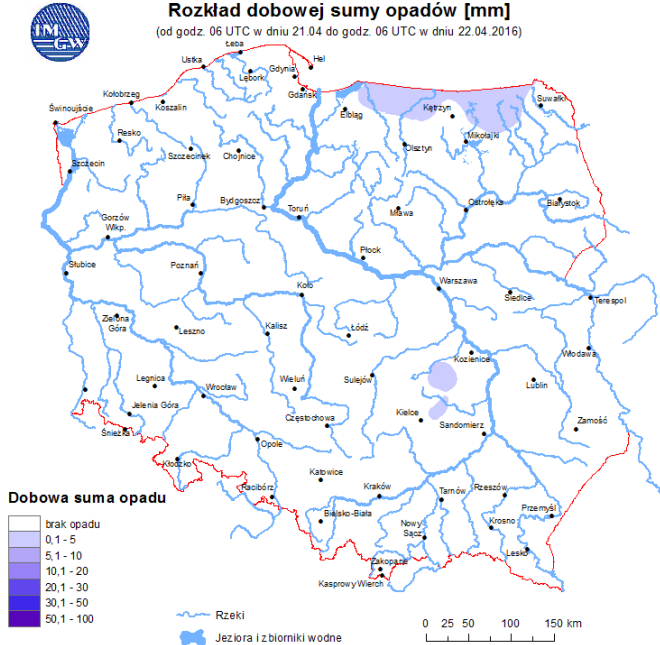 Rozkład dobowej sumy opadów [mm]
(od godz. 06 UTC w dniu 21.04 do godz. 06 UTC w dniu 22.04.2016)
IM
GW
Łeba
Ustka
Hel
Lębork
Gdynia
Gdańsk
Kołobrzeg
Koszalin
Świnoujście
Elbląg
Kętrzyn
Suwałki
Resko
Mikołajki
Olsztyn
Szczecinek
Chojnice
Szczecin
Piła
Bydgoszcz
Toruń
Mława
Ostrołęka
Białystok
Gorzów
Wlkp.
Płock
Słubice
Poznań
Koło
Warszawa
Siedlce
Terespol
Zielona
Góra
Leszno
Kalisz
Łódź
Kozienice
Włodawa
Legnica
Wrocław
Wieluń
Sulejów
Lublin
Jelenia Góra
Kielce
Śnieżka
Częstochowa
Sandomierz
Zamość
Opole
Kłodzko
Katowice
Racibórz
Kraków
Tarnów
Rzeszów
Bielsko-Biała
Przemyśl
Nowy
Sącz
Krosno
Lesko
Zakopane
Kasprowy Wierch
Dobowa suma opadu
brak opadu
0,1 - 5
5,1 - 10
10,1 - 20
20,1 - 30
30,1 - 50
50,1 - 100
Rzeki
Jeziora i zbiorniki wodne
0 25 50 100 150 km